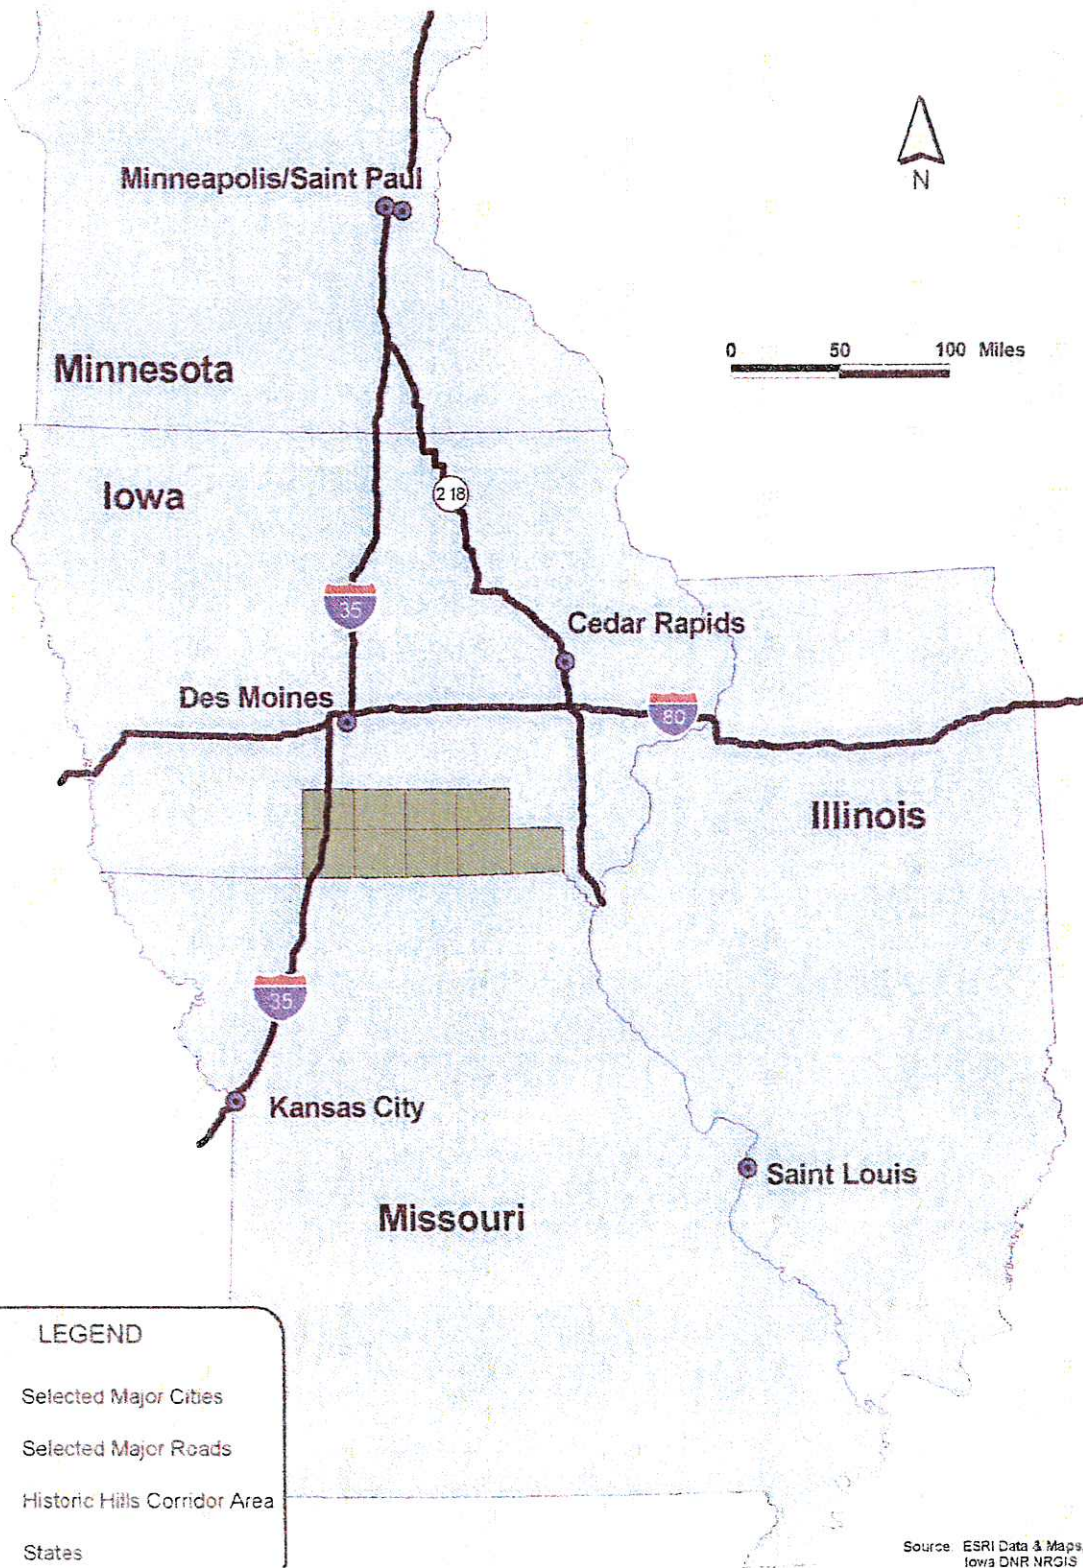 Minneapolis/Saint Paul
N
Minnesota
0 50 100 Miles
Iowa
218
35
Cedar Rapids
Des Moines
80
Illinois
35
Kansas City
Saint Louis
Missouri
LEGEND
Selected Major Cities
Selected Major Roads
Historic Hills Corridor Area
States
Source: ESRI Data & Maps,
Iowa DNR NRGIS